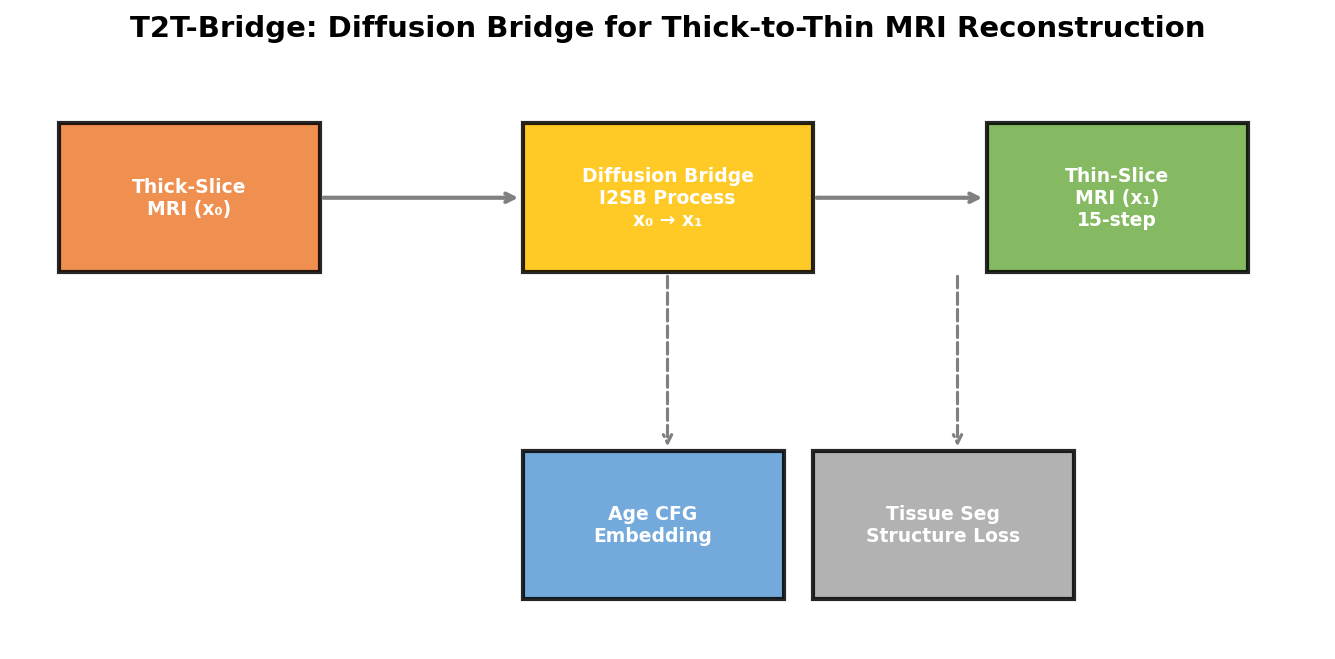 T2T-Bridge: Diffusion Bridge for Thick-to-Thin MRI Reconstruction
Thick-Slice
MRI (x₀)
Diffusion Bridge
I2SB Process
x₀ → x₁
Thin-Slice
MRI (x₁)
15-step
Age CFG
Embedding
Tissue Seg
Structure Loss